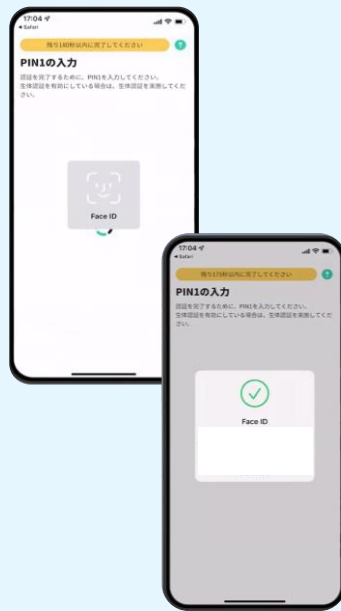 17:04
◀ Safari
残り180秒以内に完了してください
?
PIN1の入力
認証を完了するために、PIN1を入力してください。
生体認証を有効にしている場合は、生体認証を実施してくだ
さい。
Face ID
17:04
◀ Safari
残り175秒以内に完了してください
?
PIN1の入力
認証を完了するために、PIN1を入力してください。
生体認証を有効にしている場合は、生体認証を実施してくだ
さい。
Face ID